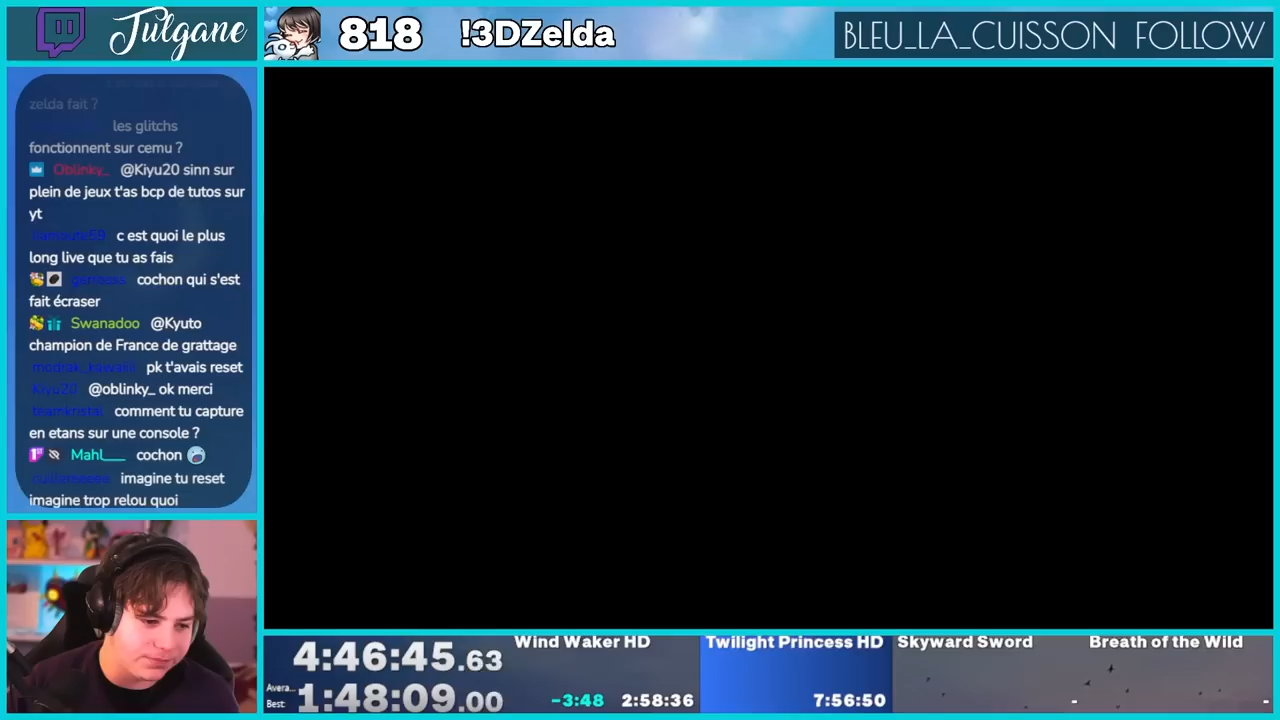 Julgane
818
!3DZelda
BLEU_LA_CUISSON FOLLOW
zelda fait ?
les glitchs
fonctionnent sur cemu ?
Oblinky_ @Kiyu20 sinn sur
plein de jeux t'as bcp de tutos sur
yt
c est quoi le plus
long live que tu as fais
cochon qui s'est
fait écraser
Swanadoo @Kyuto
champion de France de grattage
pk t'avais reset
Kiyu20 @oblinky_ ok merci
teamkristal comment tu capture
en etans sur une console ?
Mahl___ cochon
imagine tu reset
imagine trop relou quoi
4:46:45.63
Avera...
Best:
1:48:09.00
Wind Waker HD
-3:48 2:58:36
Twilight Princess HD
7:56:50
Skyward Sword
-
Breath of the Wild
-